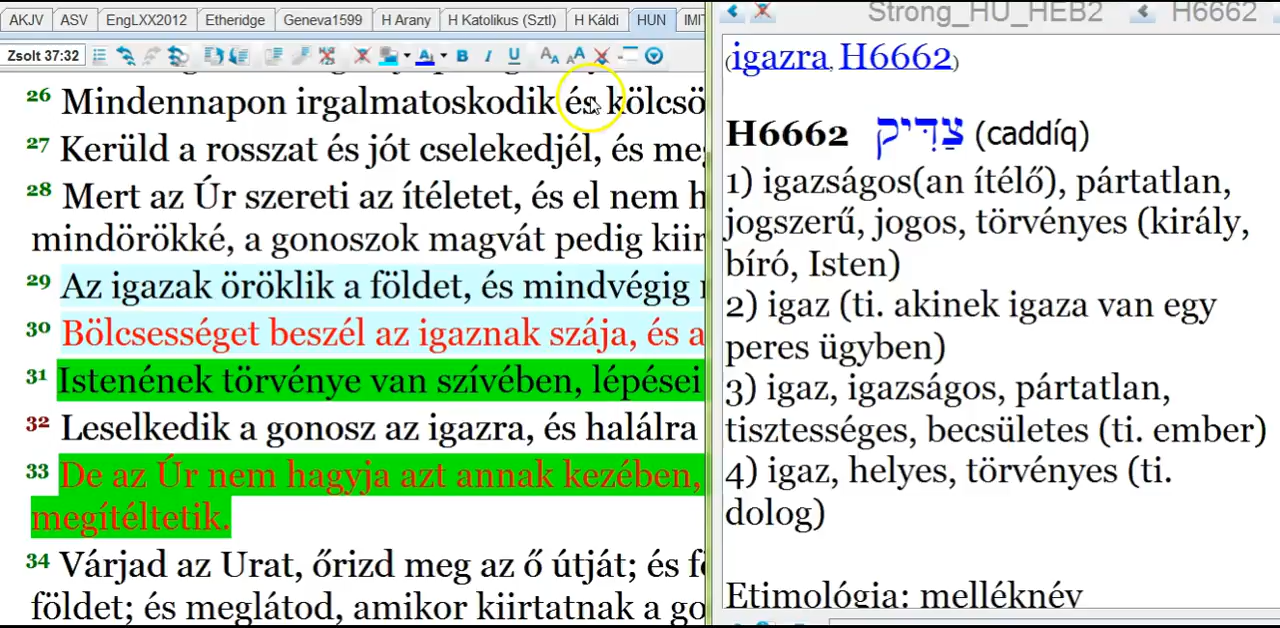 AKJV ASV EngLXX2012 Etheridge Geneva1599 H Arany H Katolikus (Sztl) H Káldi HUN
Zsolt 37:32
26 Mindennapon irgalmatoskodik és
27 Kerüld a rosszat és jót cselekedjél, és
28 Mert az Úr szereti az ítéletet, és el nem
mindörökké, a gonoszok magvát pedig
29 Az igazak öröklik a földet, és mindvégig
30 Bölcsességet beszél az igaznak szája, és a
31 Istenének törvénye van szívében, lépései
32 Leselkedik a gonosz az igazra, és halálra
33 De az Úr nem hagyja azt annak kezében,
megítéltetik.
34 Várjad az Urat, őrizd meg az ő útját; és
földet; és meglátod, amikor kiirtatnak a
Strong_HU_HEB2 H6662
(igazra, H6662)
H6662 צַדִּיק (caddíq)
1) igazságos(an ítélő), pártatlan,
jogszerű, jogos, törvényes (király,
bíró, Isten)
2) igaz (ti. akinek igaza van egy
peres ügyben)
3) igaz, igazságos, pártatlan,
tisztességes, becsületes (ti. ember)
4) igaz, helyes, törvényes (ti.
dolog)
Etimológia: melléknév